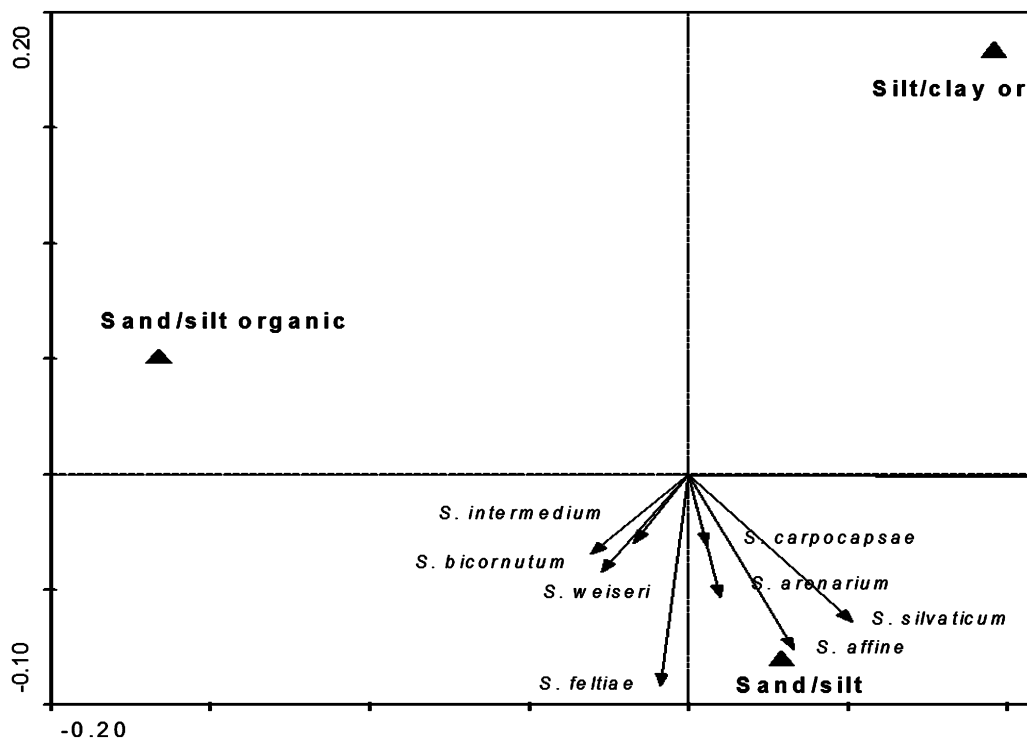 0.20
Silt/clay or
Sand/silt organic
S. intermedium
S. carpocapsae
S. bicornutum
S. weiseri
S. arenarium
S. silvaticum
S. affine
S. feltiae
Sand/silt
-0.10
-0,20